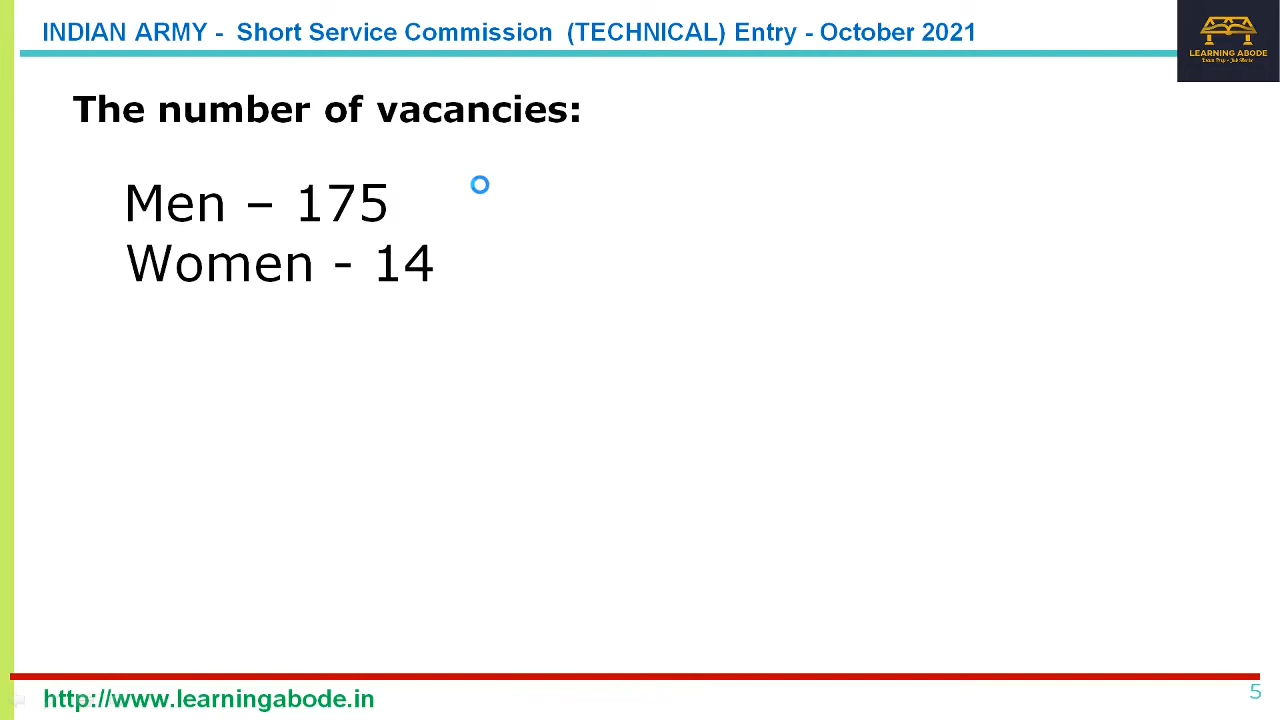 INDIAN ARMY - Short Service Commission (TECHNICAL) Entry - October 2021
LEARNING ABODE
The number of vacancies:
Men – 175
Women - 14
http://www.learningabode.in
5